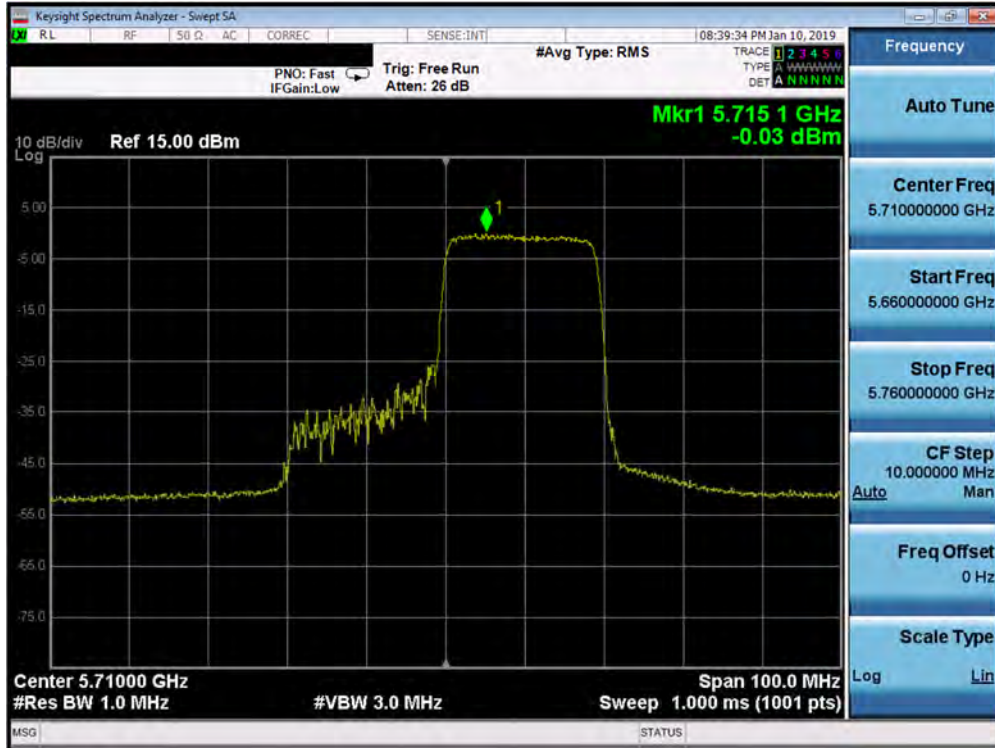 Keysight Spectrum Analyzer - Swept SA
LXI RL RF 50 Ω AC CORREC SENSE:INT 08:39:34 PM Jan 10, 2019
#Avg Type: RMS TRACE 1 2 3 4 5 6
PNO: Fast Trig: Free Run TYPE A WWWWW
IFGain:Low Atten: 26 dB DET A N N N N N
Mkr1 5.715 1 GHz
-0.03 dBm
10 dB/div Ref 15.00 dBm
Log
1
5.00
-5.00
-15.0
-25.0
-35.0
-45.0
-55.0
-65.0
-75.0
Center 5.71000 GHz Span 100.0 MHz
#Res BW 1.0 MHz #VBW 3.0 MHz Sweep 1.000 ms (1001 pts)
MSG STATUS
Frequency
Auto Tune
Center Freq
5.710000000 GHz
Start Freq
5.660000000 GHz
Stop Freq
5.760000000 GHz
CF Step
10.000000 MHz
Auto Man
Freq Offset
0 Hz
Scale Type
Log Lin